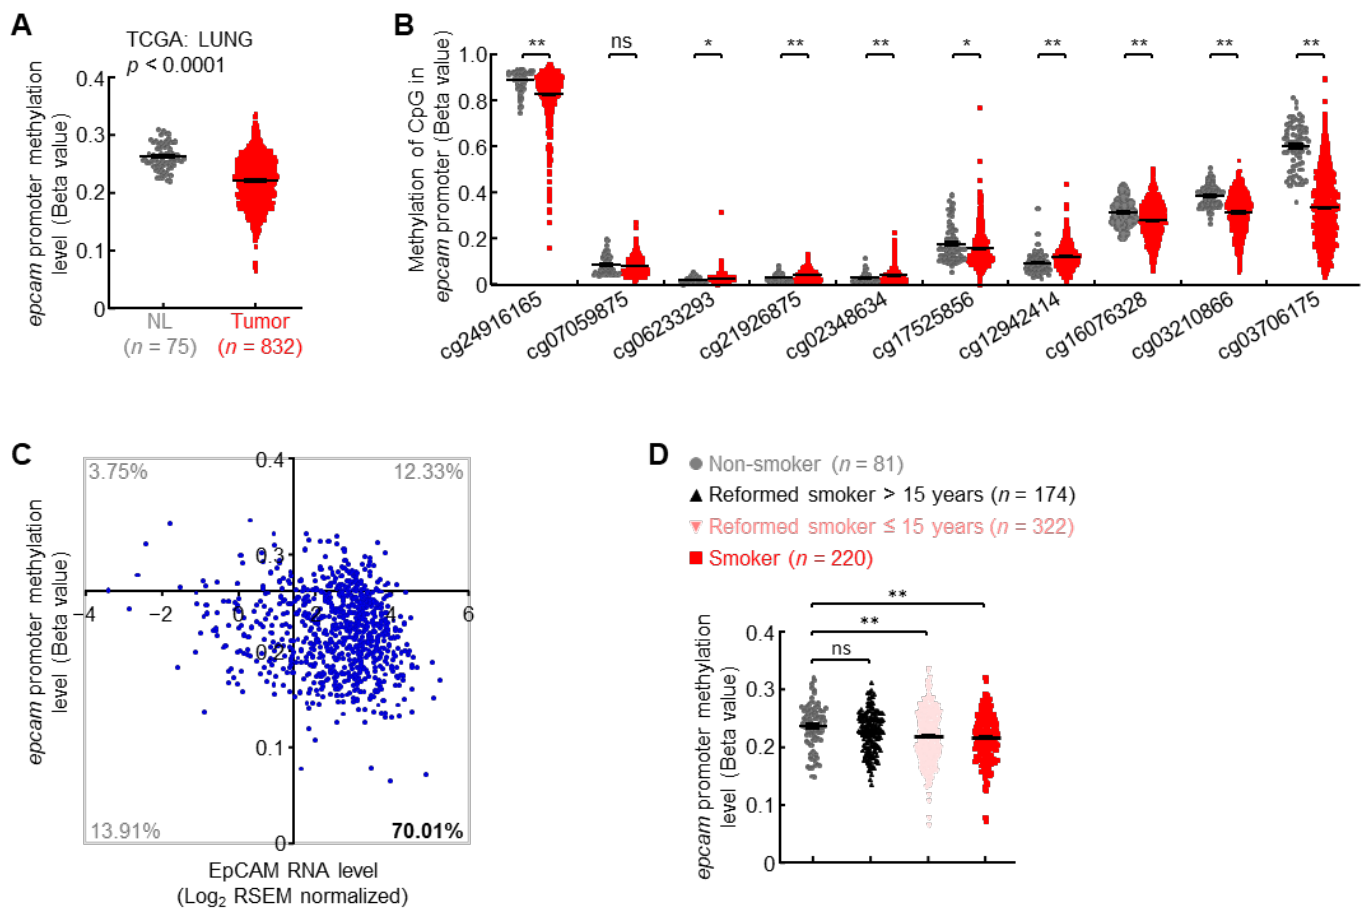 A
TCGA: LUNG
p < 0.0001
epcam promoter methylation
level (Beta value)
0.4
0.3
0.2
0.1
0
NL
(n = 75)
Tumor
(n = 832)
B
Methylation of CpG in
epcam promoter (Beta value)
1.0
0.8
0.6
0.4
0.2
0
**
ns
*
**
**
*
**
**
**
**
cg24916165
cg07059875
cg06233293
cg21926875
cg02348634
cg17525856
cg12942414
cg16076328
cg03210866
cg03706175
C
epcam promoter methylation
level (Beta value)
3.75%
12.33%
13.91%
70.01%
0.4
0.3
0.2
0.1
0
−4
−2
0
2
4
6
EpCAM RNA level
(Log2 RSEM normalized)
D
Non-smoker (n = 81)
Reformed smoker > 15 years (n = 174)
Reformed smoker ≤ 15 years (n = 322)
Smoker (n = 220)
epcam promoter methylation
level (Beta value)
0.4
0.3
0.2
0.1
0
**
**
ns